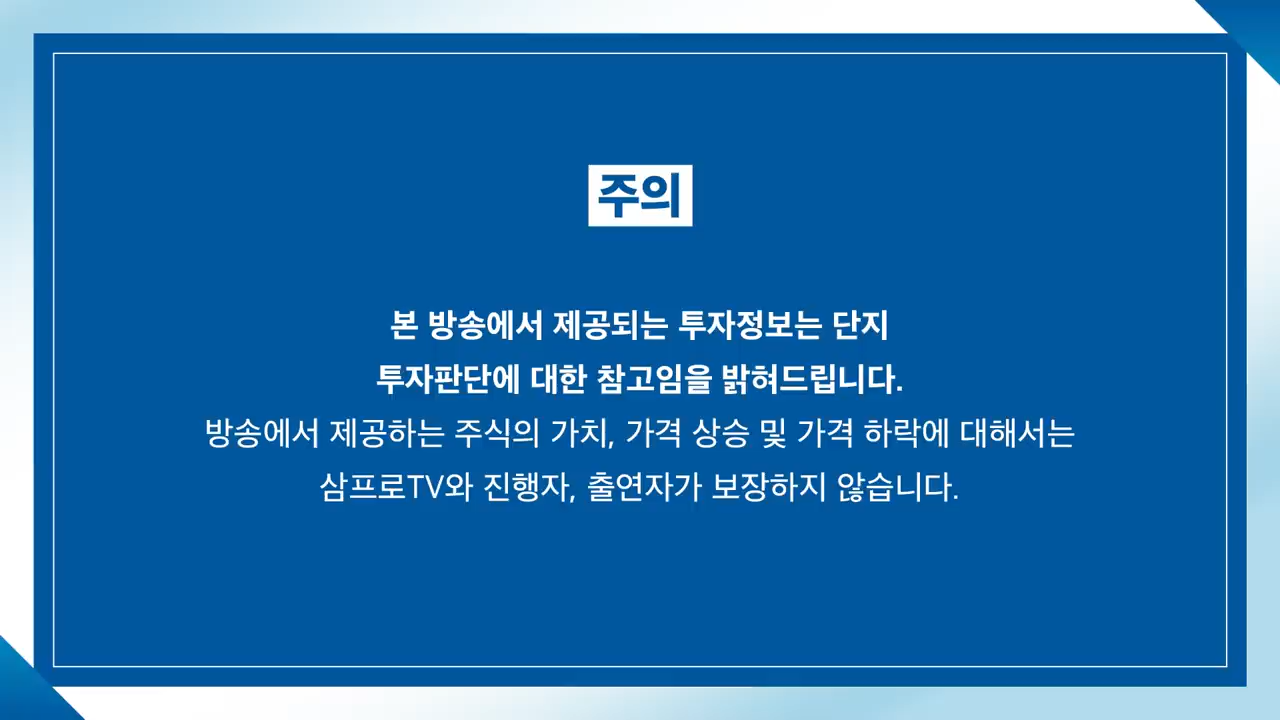 주의
본 방송에서 제공되는 투자정보는 단지
투자판단에 대한 참고임을 밝혀드립니다.
방송에서 제공하는 주식의 가치, 가격 상승 및 가격 하락에 대해서는
삼프로TV와 진행자, 출연자가 보장하지 않습니다.